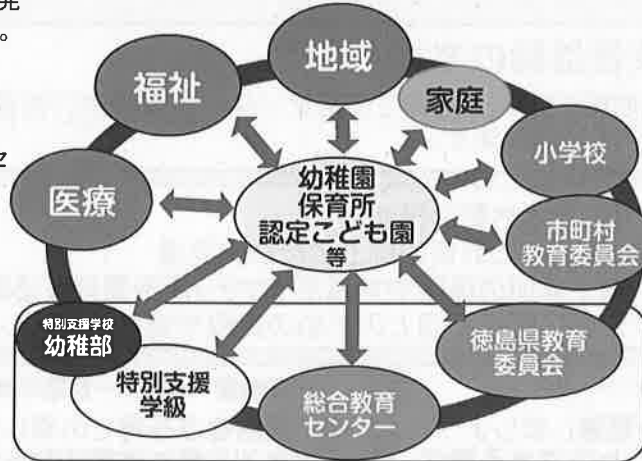 発
。
地域
福祉
家庭
小学校
医療
幼稚園
保育所
認定こども園
等
市町村
教育委員会
特別支援学校
幼稚部
特別支援
学級
総合教育
センター
徳島県教育
委員会